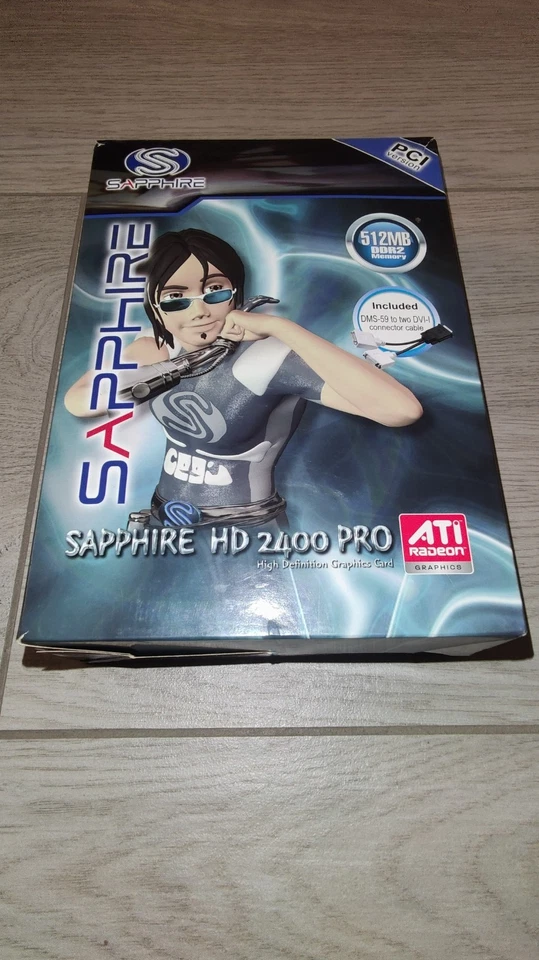 SAPPHIRE
PCI
version
SAPPHIRE
512MB
DDR2
Memory
Included
DMS-59 to two DVI-I
connector cable
SAPPHIRE HD 2400 PRO
High Definition Graphics Card
ATI
RADEON
GRAPHICS